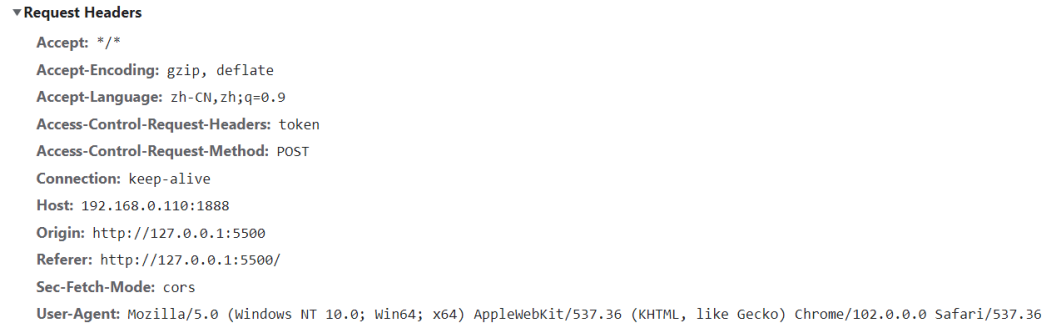 Request Headers
Accept: */*
Accept-Encoding: gzip, deflate
Accept-Language: zh-CN,zh;q=0.9
Access-Control-Request-Headers: token
Access-Control-Request-Method: POST
Connection: keep-alive
Host: 192.168.0.110:1888
Origin: http://127.0.0.1:5500
Referer: http://127.0.0.1:5500/
Sec-Fetch-Mode: cors
User-Agent: Mozilla/5.0 (Windows NT 10.0; Win64; x64) AppleWebKit/537.36 (KHTML, like Gecko) Chrome/102.0.0.0 Safari/537.36